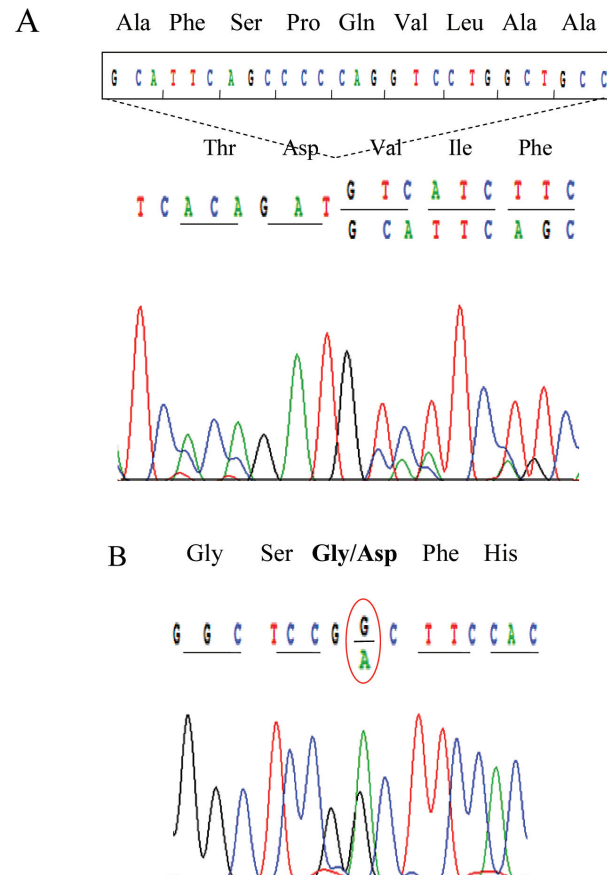 A
Ala Phe Ser Pro Gln Val Leu Ala Ala
G C A T T C A G C C C C C A G G T C C T G G C T G C C
Thr Asp Val Ile Phe
T C A C A G A T G T C A T C T T C
G C A T T C A G C
B
Gly Ser Gly/Asp Phe His
G G C T C C G G C T T C C A C
A